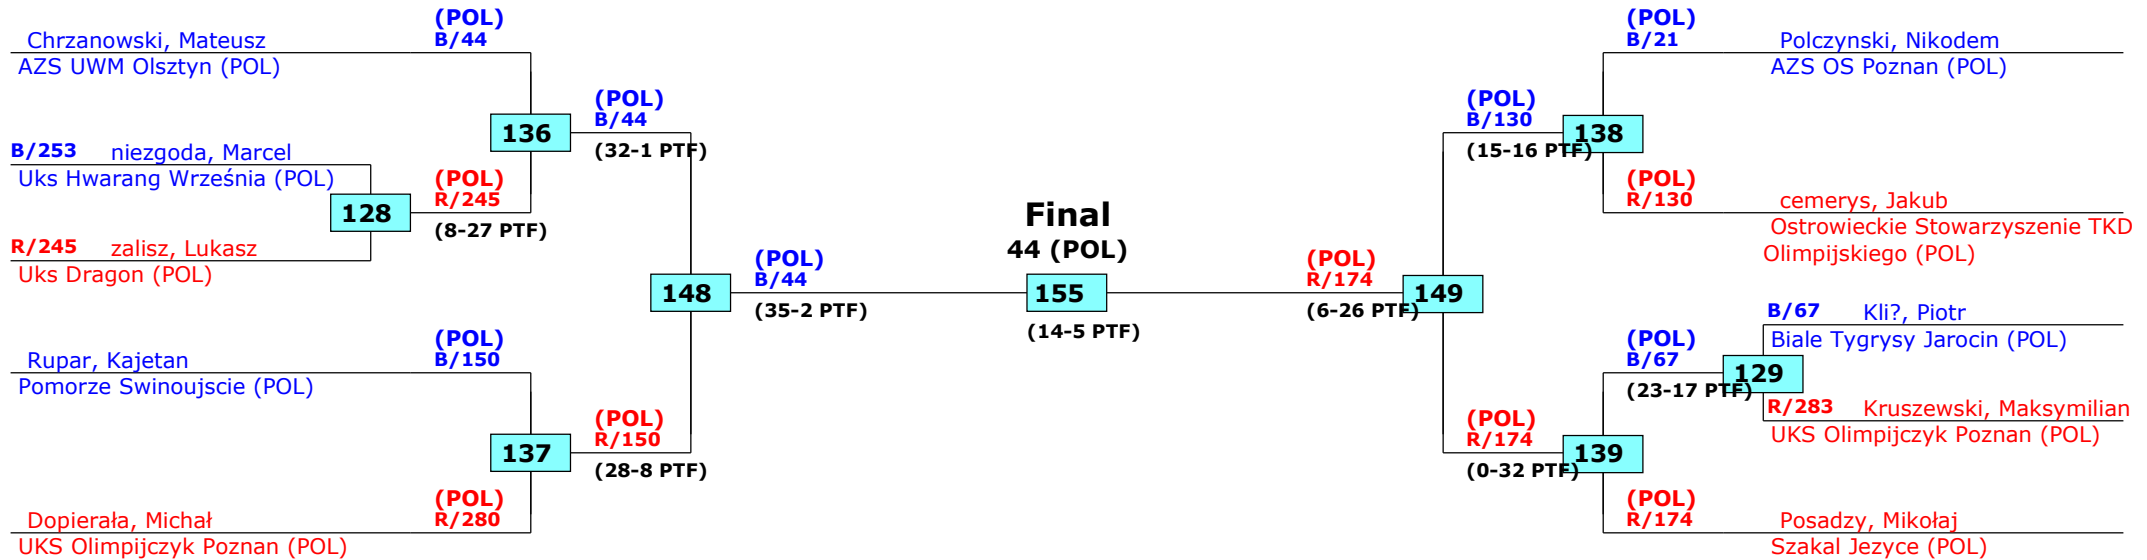 (POL)
B/44
Chrzanowski, Mateusz
AZS UWM Olsztyn (POL)
136
(POL)
B/44
(32-1 PTF)
B/253 niezgoda, Marcel
Uks Hwarang Września (POL)
128
(POL)
R/245
(8-27 PTF)
R/245 zalisz, Lukasz
Uks Dragon (POL)
148
(POL)
B/44
(35-2 PTF)
(POL)
B/150
Rupar, Kajetan
Pomorze Swinoujscie (POL)
137
(POL)
R/150
(28-8 PTF)
(POL)
R/280
Dopierała, Michał
UKS Olimpijczyk Poznan (POL)
Final
44 (POL)
155
(14-5 PTF)
(POL)
R/174
(6-26 PTF)
149
(POL)
B/21
Polczynski, Nikodem
AZS OS Poznan (POL)
(POL)
B/130
(15-16 PTF)
138
(POL)
R/130
cemerys, Jakub
Ostrowieckie Stowarzyszenie TKD
Olimpijskiego (POL)
B/67 Kli?, Piotr
Biale Tygrysy Jarocin (POL)
(POL)
B/67
(23-17 PTF)
129
R/283 Kruszewski, Maksymilian
UKS Olimpijczyk Poznan (POL)
(POL)
R/174
(0-32 PTF)
139
(POL)
R/174
Posadzy, Mikołaj
Szakal Jezyce (POL)